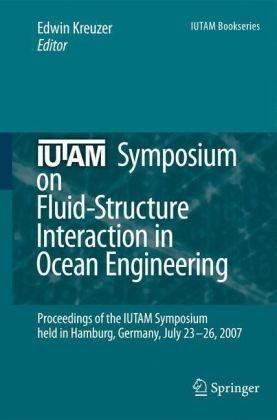 Edwin Kreuzer
Editor
IUTAM Bookseries
IUTAM Symposium
on
Fluid-Structure
Interaction in
Ocean Engineering
Proceedings of the IUTAM Symposium
held in Hamburg, Germany, July 23–26, 2007
Springer